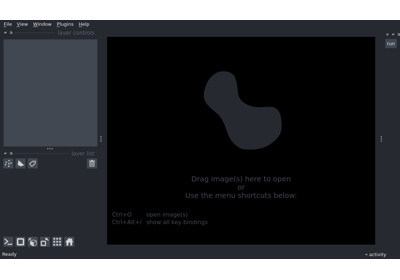 File View Window Plugins Help
layer controls
run
layer list
Drag image(s) here to open
or
Use the menu shortcuts below:
Ctrl+O open image(s)
Ctrl+Alt+/ show all key bindings
Ready
activity